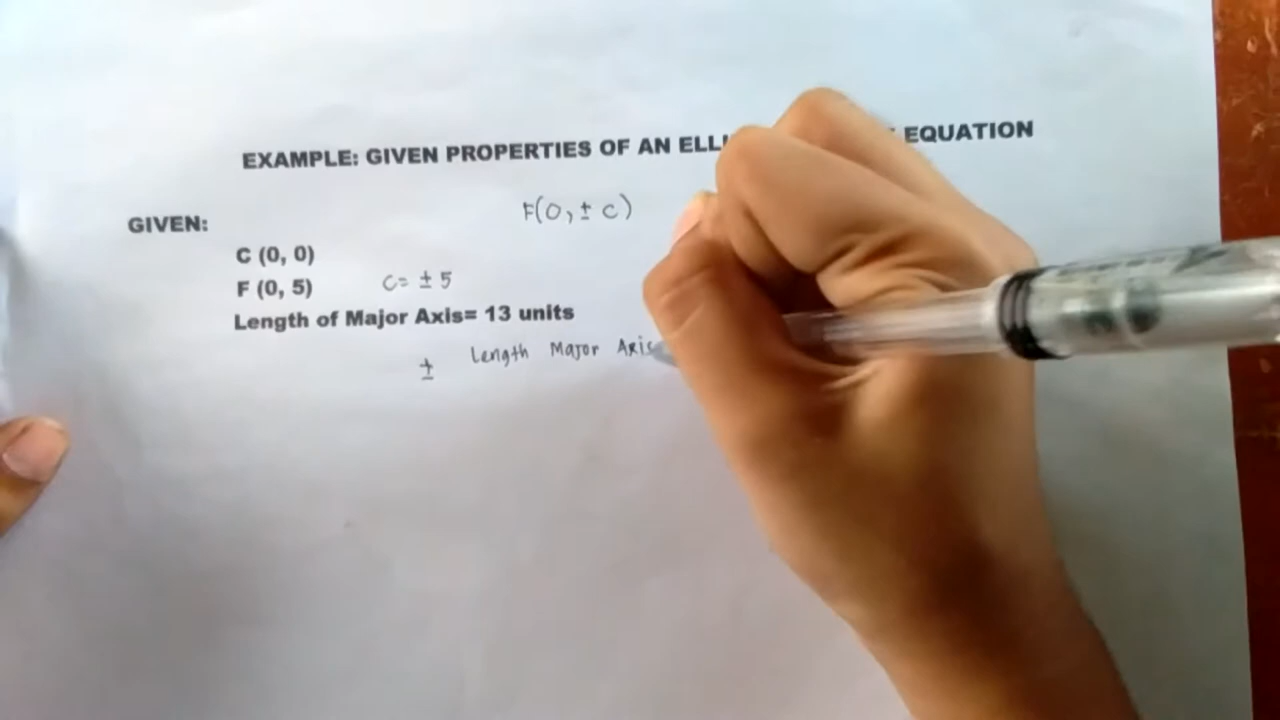 EXAMPLE: GIVEN PROPERTIES OF AN EQUATION
F(0, ± c)
GIVEN:
C (0, 0)
F (0, 5) c= ± 5
Length of Major Axis= 13 units
± Length Major Axis